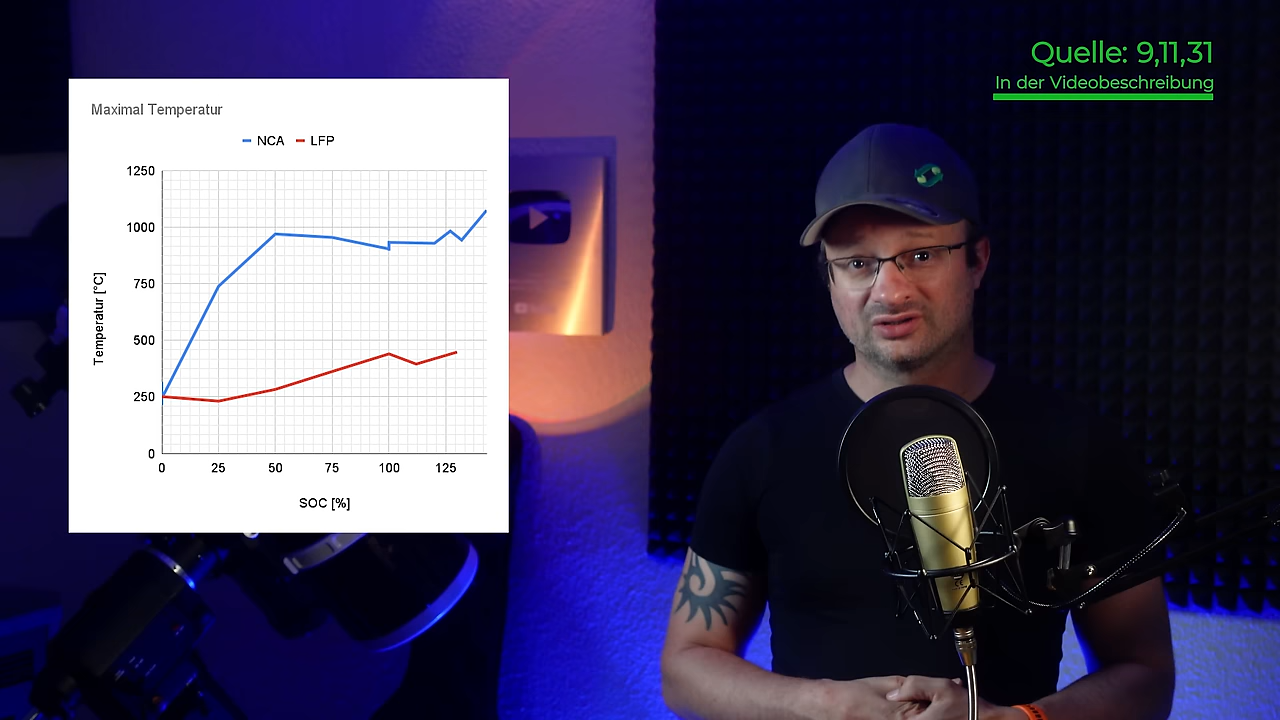 Quelle: 9,11,31
In der Videobeschreibung
Maximal Temperatur
NCA LFP
1250
1000
750
500
250
0
Temperatur [°C]
0 25 50 75 100 125
SOC [%]